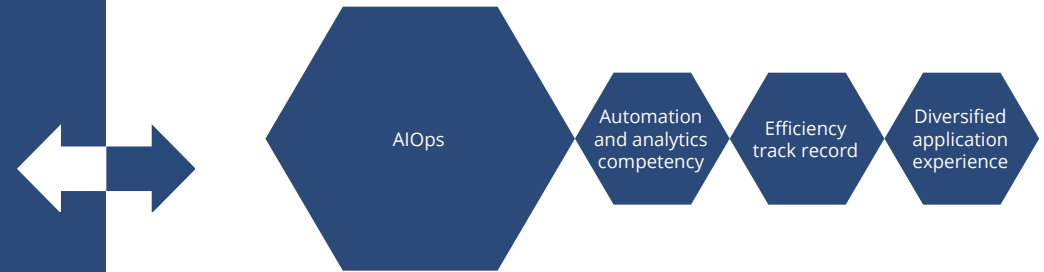 AIOps
Automation
and analytics
competency
Efficiency
track record
Diversified
application
experience